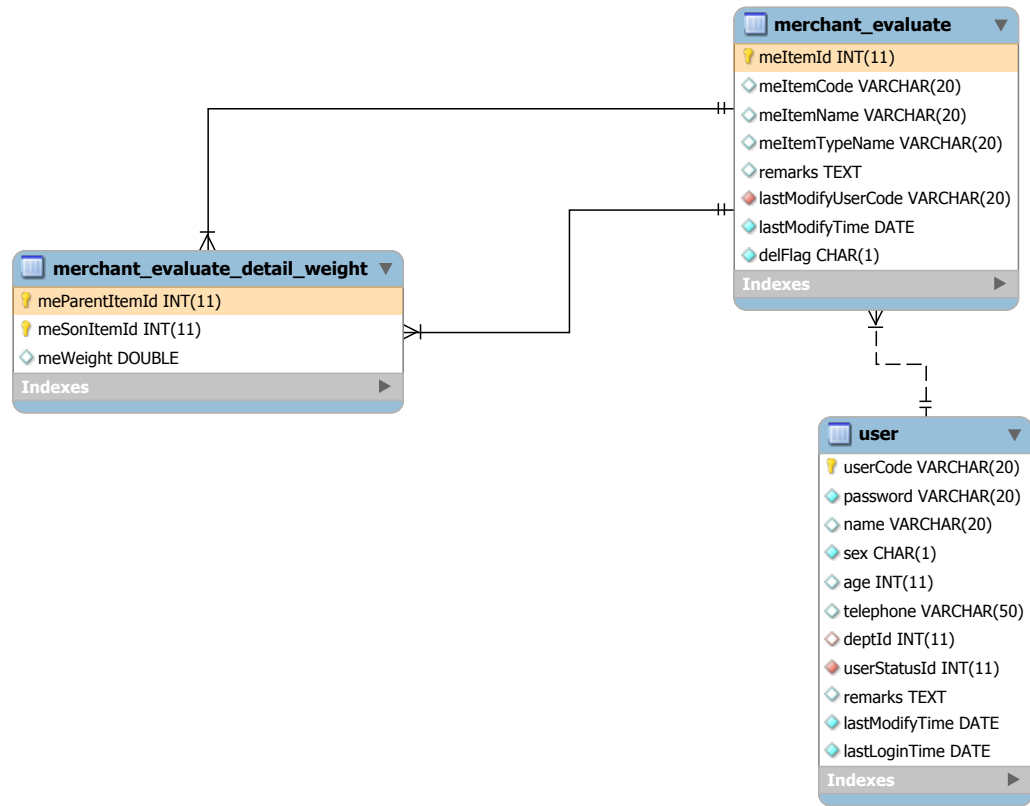 merchant_evaluate
meItemId INT(11)
meItemCode VARCHAR(20)
meItemName VARCHAR(20)
meItemTypeName VARCHAR(20)
remarks TEXT
lastModifyUserCode VARCHAR(20)
lastModifyTime DATE
delFlag CHAR(1)
Indexes
merchant_evaluate_detail_weight
meParentItemId INT(11)
meSonItemId INT(11)
meWeight DOUBLE
Indexes
user
userCode VARCHAR(20)
password VARCHAR(20)
name VARCHAR(20)
sex CHAR(1)
age INT(11)
telephone VARCHAR(50)
deptId INT(11)
userStatusId INT(11)
remarks TEXT
lastModifyTime DATE
lastLoginTime DATE
Indexes